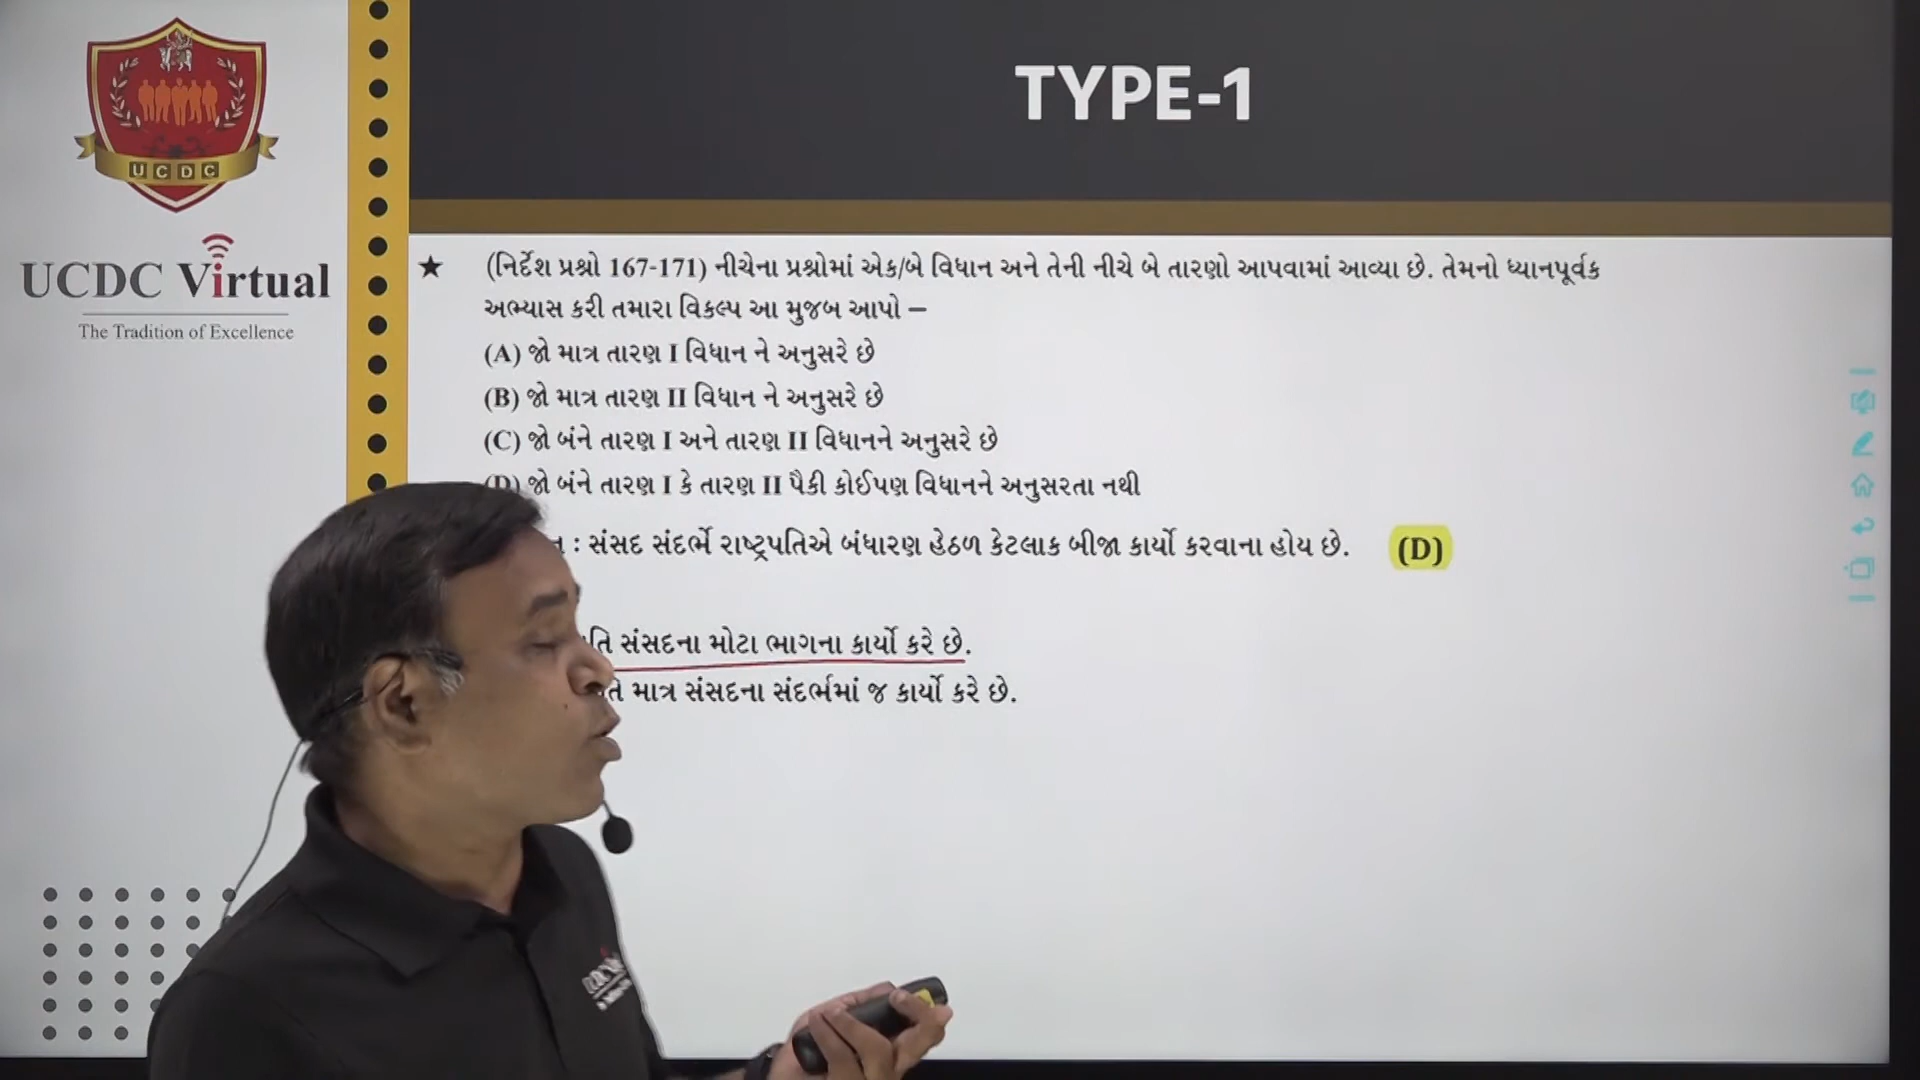 TYPE-1
UCDC
UCDC Virtual
The Tradition of Excellence
★ (નિર્દેશ પ્રશ્નો 167-171) નીચેના પ્રશ્નોમાં એક/બે વિધાન અને તેની નીચે બે તારણો આપવામાં આવ્યા છે. તેમનો ધ્યાનપૂર્વક
અભ્યાસ કરી તમારા વિકલ્પ આ મુજબ આપો –
(A) જો માત્ર તારણ I વિધાન ને અનુસરે છે
(B) જો માત્ર તારણ II વિધાન ને અનુસરે છે
(C) જો બંને તારણ I અને તારણ II વિધાનને અનુસરે છે
(D) જો બંને તારણ I કે તારણ II પૈકી કોઈપણ વિધાનને અનુસરતા નથી
: સંસદ સંદર્ભે રાષ્ટ્રપતિએ બંધારણ હેઠળ કેટલાક બીજા કાર્યો કરવાના હોય છે. (D)
સંસદના મોટા ભાગના કાર્યો કરે છે.
માત્ર સંસદના સંદર્ભમાં જ કાર્યો કરે છે.